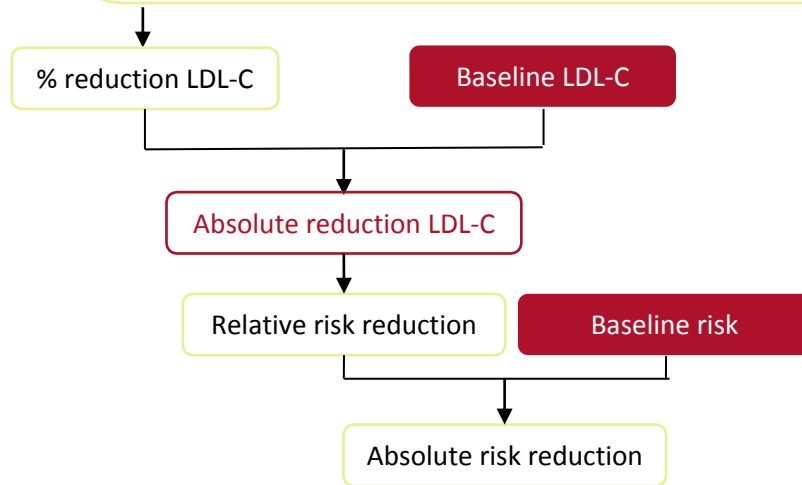 % reduction LDL-C
Baseline LDL-C
Absolute reduction LDL-C
Relative risk reduction
Baseline risk
Absolute risk reduction